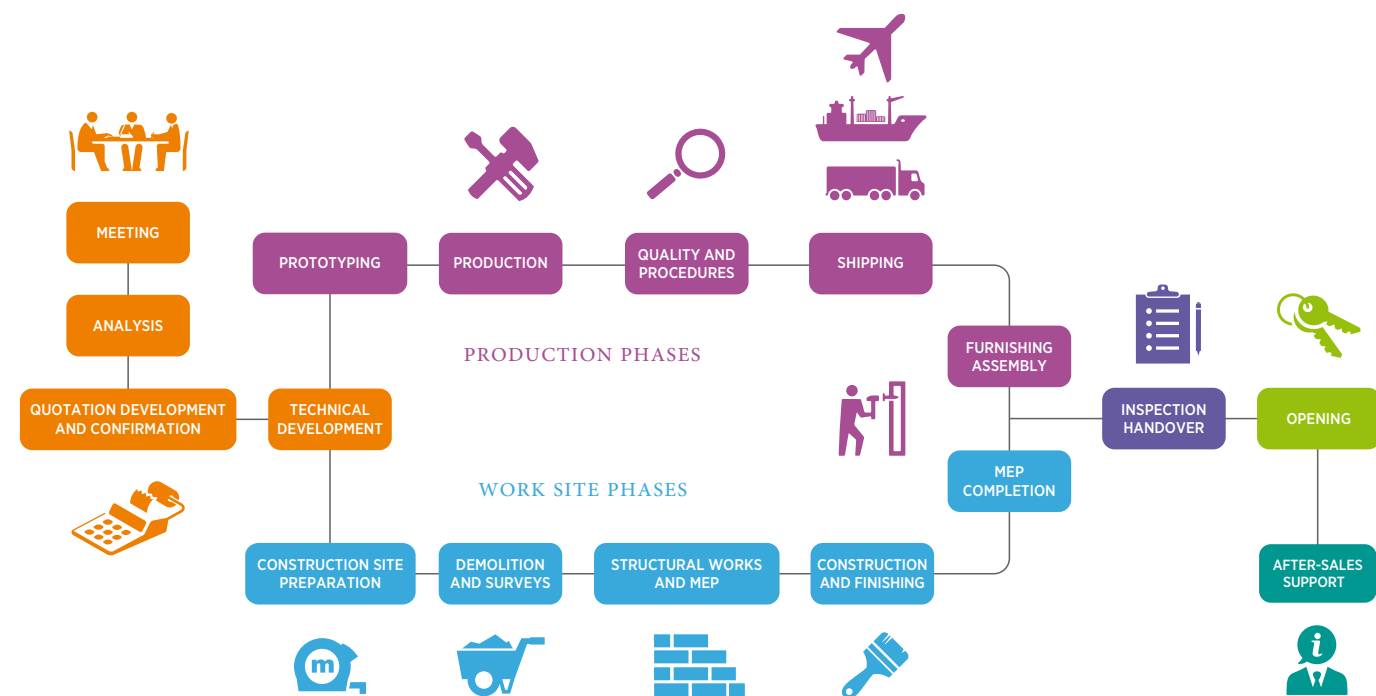 MEETING
ANALYSIS
QUOTATION DEVELOPMENT
AND CONFIRMATION
TECHNICAL
DEVELOPMENT
PROTOTYPING
PRODUCTION
QUALITY AND
PROCEDURES
SHIPPING
FURNISHING
ASSEMBLY
PRODUCTION PHASES
WORK SITE PHASES
CONSTRUCTION SITE
PREPARATION
DEMOLITION
AND SURVEYS
STRUCTURAL WORKS
AND MEP
CONSTRUCTION
AND FINISHING
MEP
COMPLETION
INSPECTION
HANDOVER
OPENING
AFTER-SALES
SUPPORT
m
i